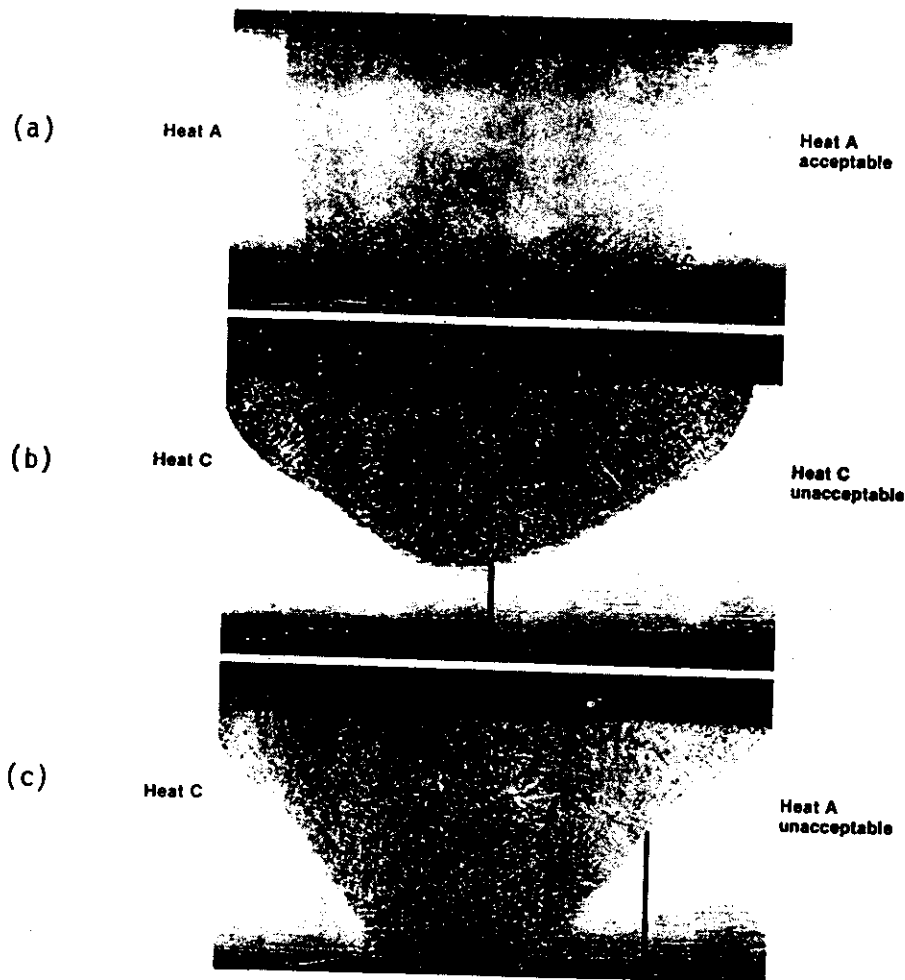 (a)
Heat A
Heat A
acceptable
(b)
Heat C
Heat C
unacceptable
(c)
Heat C
Heat A
unacceptable